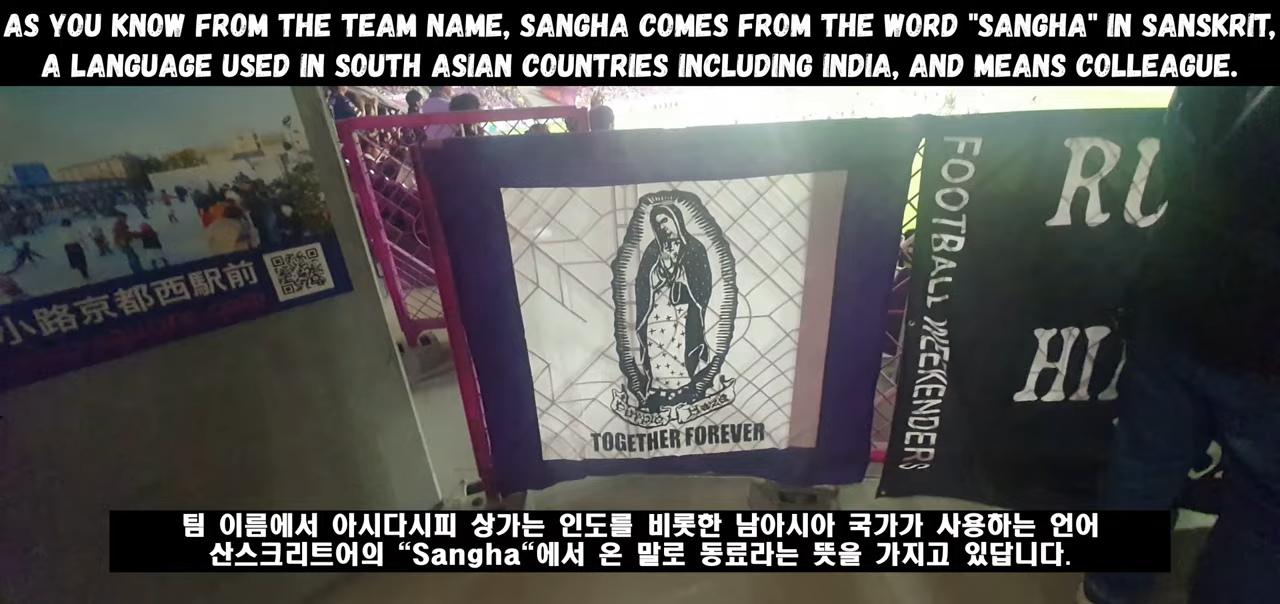 AS YOU KNOW FROM THE TEAM NAME, SANGHA COMES FROM THE WORD "SANGHA" IN SANSKRIT,
A LANGUAGE USED IN SOUTH ASIAN COUNTRIES INCLUDING INDIA, AND MEANS COLLEAGUE.
小路京都西駅前
Purple Haze
TOGETHER FOREVER
FOOTBALL WEEKENDERS
RU
HI
팀 이름에서 아시다시피 상가는 인도를 비롯한 남아시아 국가가 사용하는 언어
산스크리트어의 “Sangha“에서 온 말로 동료라는 뜻을 가지고 있답니다.